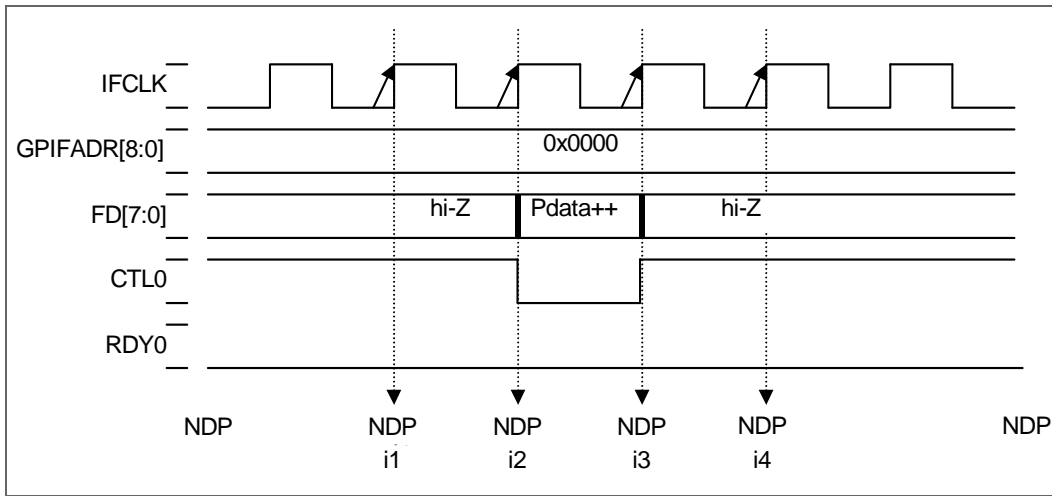 IFCLK
GPIFADR[8:0] 0x0000
FD[7:0] hi-Z Pdata++ hi-Z
CTL0
RDY0
NDP NDP NDP NDP NDP NDP
i1 i2 i3 i4